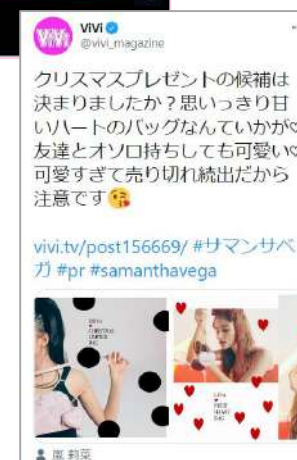 ViVi
ViVi
@vivi_magazine
クリスマスプレゼントの候補は
決まりましたか？思いっきり甘
いハートのバッグなんていかが♡
友達とオソロ持ちしても可愛い♡
可愛すぎて売り切れ続出だから
注意です😘
vivi.tv/post156669/ #サマンサベ
ガ #pr #samanthavega
嵐 莉菜